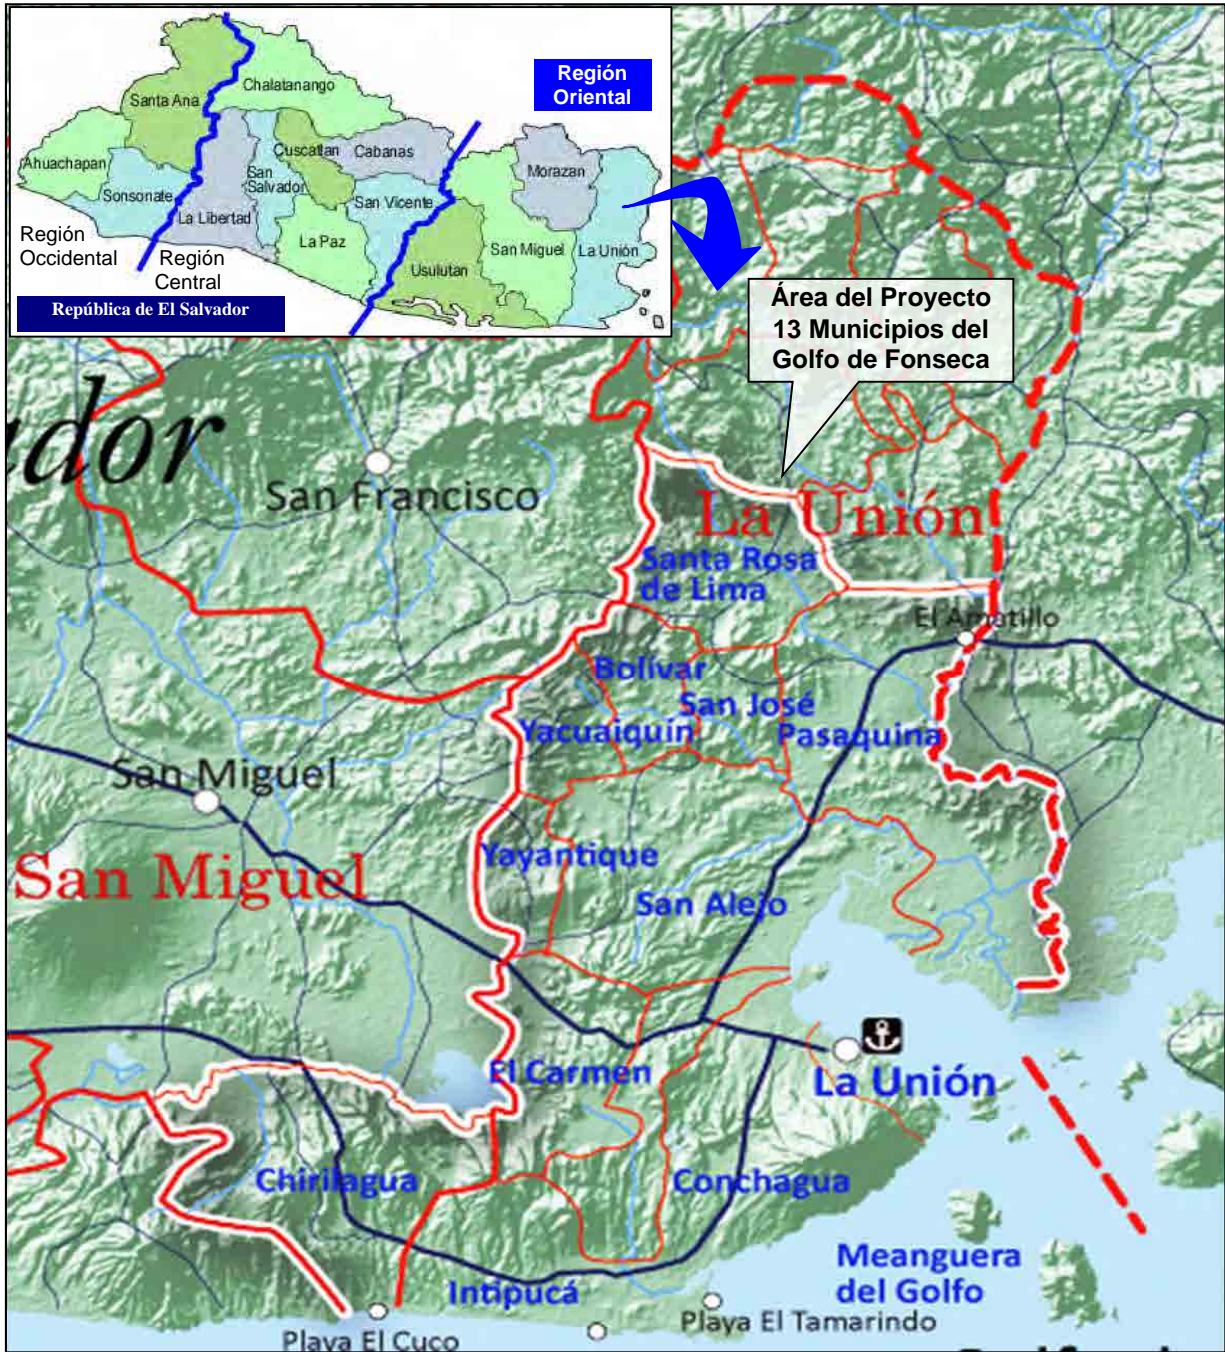 Región
Oriental
Chalatanango
Santa Ana
Cuscatlan
Cabanas
Morazan
Ahuachapan
San
Salvador
Sonsonate
San Vicente
La Libertad
La Paz
San Miguel
La Unión
Usulutan
Región
Occidental
Región
Central
República de El Salvador
Área del Proyecto
13 Municipios del
Golfo de Fonseca
ador
San Francisco
La Unión
Santa Rosa
de Lima
El Amatillo
Bolívar
San José
Yacuaiquín
Pasaquina
San Miguel
San Miguel
Yayantique
San Alejo
El Carmen
La Unión
Chirilagua
Conchagua
Meanguera
del Golfo
Intipucá
Playa El Tamarindo
Playa El Cuco